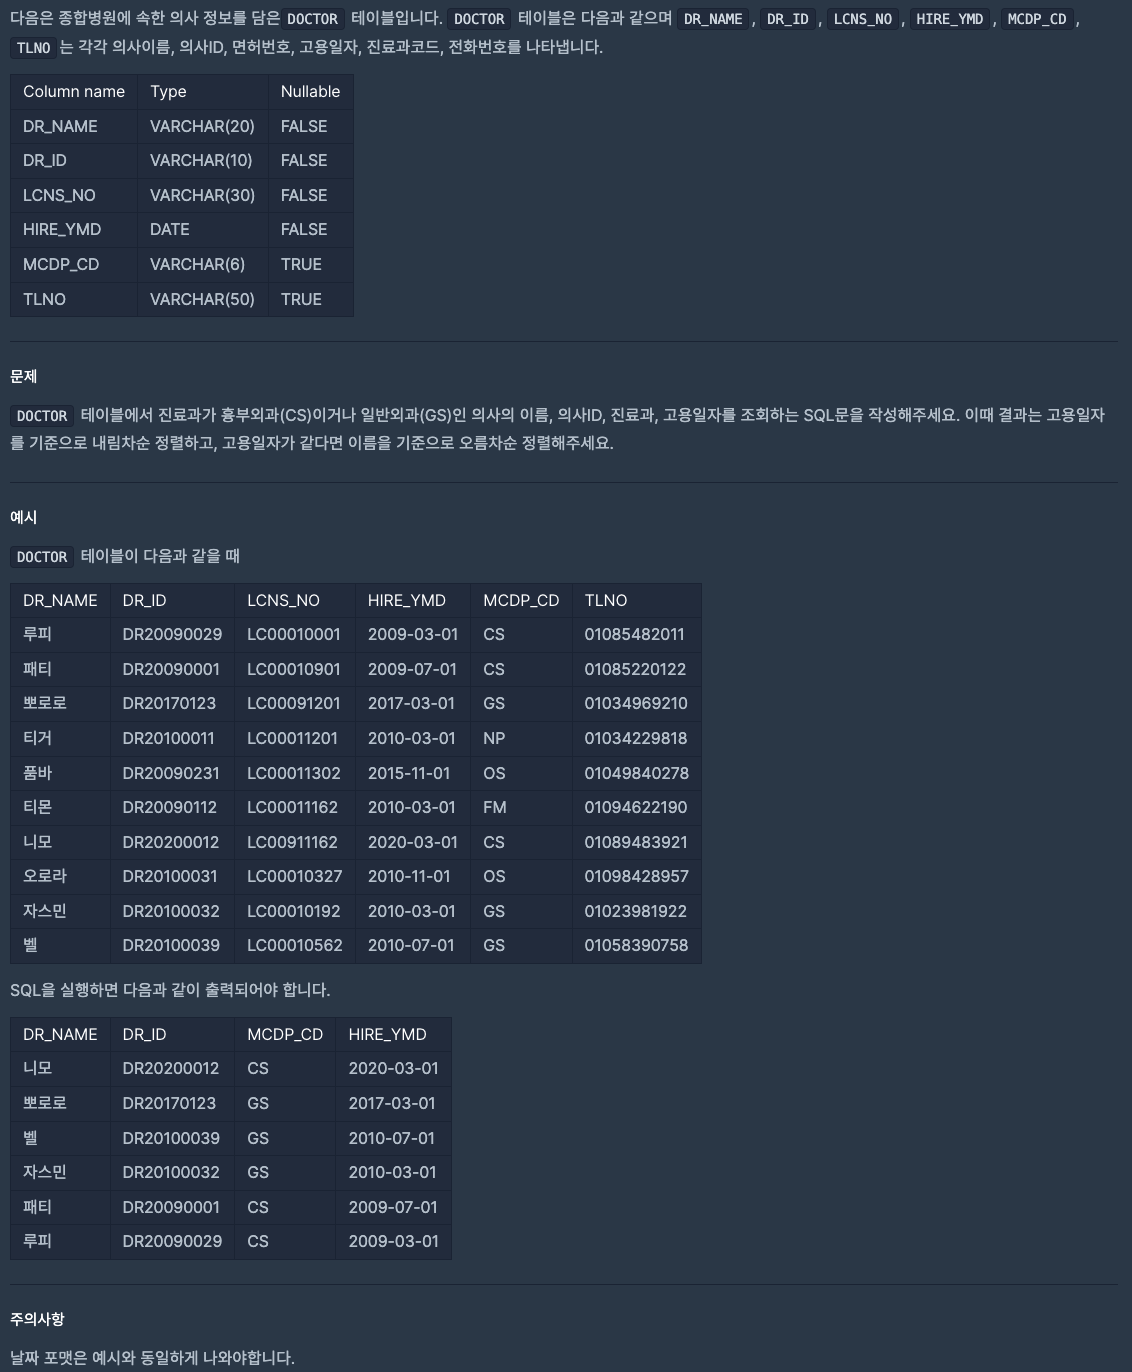 다음은 종합병원에 속한 의사 정보를 담은DOCTOR 테이블입니다. DOCTOR 테이블은 다음과 같으며 DR_NAME, DR_ID, LCNS_NO, HIRE_YMD, MCDP_CD,
TLNO는 각각 의사이름, 의사ID, 면허번호, 고용일자, 진료과코드, 전화번호를 나타냅니다.
Column name Type Nullable
DR_NAME VARCHAR(20) FALSE
DR_ID VARCHAR(10) FALSE
LCNS_NO VARCHAR(30) FALSE
HIRE_YMD DATE FALSE
MCDP_CD VARCHAR(6) TRUE
TLNO VARCHAR(50) TRUE
문제
DOCTOR 테이블에서 진료과가 흉부외과(CS)이거나 일반외과(GS)인 의사의 이름, 의사ID, 진료과, 고용일자를 조회하는 SQL문을 작성해주세요. 이때 결과는 고용일자
를 기준으로 내림차순 정렬하고, 고용일자가 같다면 이름을 기준으로 오름차순 정렬해주세요.
예시
DOCTOR 테이블이 다음과 같을 때
DR_NAME DR_ID LCNS_NO HIRE_YMD MCDP_CD TLNO
루피 DR20090029 LC00010001 2009-03-01 CS 01085482011
패티 DR20090001 LC00010901 2009-07-01 CS 01085220122
뽀로로 DR20170123 LC00091201 2017-03-01 GS 01034969210
티거 DR20100011 LC00011201 2010-03-01 NP 01034229818
품바 DR20090231 LC00011302 2015-11-01 OS 01049840278
티몬 DR20090112 LC00011162 2010-03-01 FM 01094622190
니모 DR20200012 LC00911162 2020-03-01 CS 01089483921
오로라 DR20100031 LC00010327 2010-11-01 OS 01098428957
자스민 DR20100032 LC00010192 2010-03-01 GS 01023981922
벨 DR20100039 LC00010562 2010-07-01 GS 01058390758
SQL을 실행하면 다음과 같이 출력되어야 합니다.
DR_NAME DR_ID MCDP_CD HIRE_YMD
니모 DR20200012 CS 2020-03-01
뽀로로 DR20170123 GS 2017-03-01
벨 DR20100039 GS 2010-07-01
자스민 DR20100032 GS 2010-03-01
패티 DR20090001 CS 2009-07-01
루피 DR20090029 CS 2009-03-01
주의사항
날짜 포맷은 예시와 동일하게 나와야합니다.